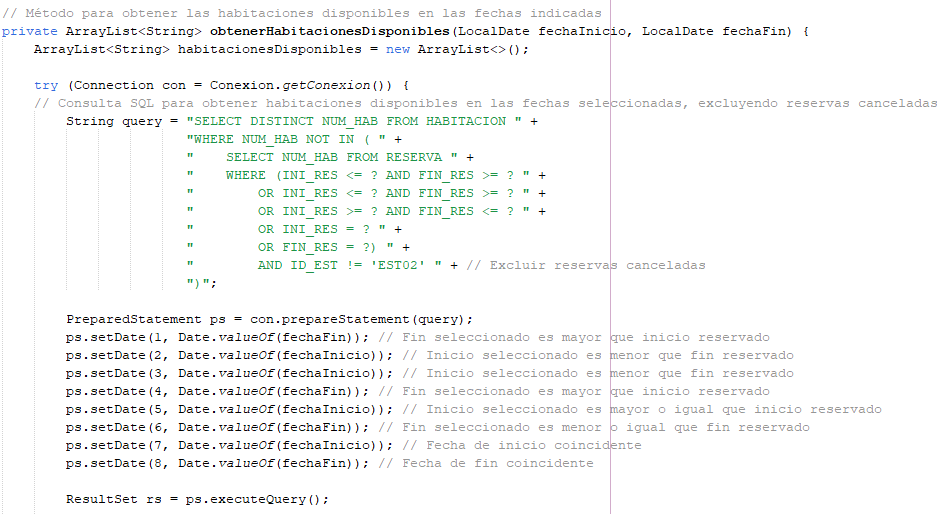 // Método para obtener las habitaciones disponibles en las fechas indicadas
private ArrayList<String> obtenerHabitacionesDisponibles(LocalDate fechaInicio, LocalDate fechaFin) {
    ArrayList<String> habitacionesDisponibles = new ArrayList<>();

    try (Connection con = Conexion.getConexion()) {
    // Consulta SQL para obtener habitaciones disponibles en las fechas seleccionadas, excluyendo reservas canceladas
        String query = "SELECT DISTINCT NUM_HAB FROM HABITACION " +
                       "WHERE NUM_HAB NOT IN ( " +
                       "    SELECT NUM_HAB FROM RESERVA " +
                       "    WHERE (INI_RES <= ? AND FIN_RES >= ? " +
                       "        OR INI_RES <= ? AND FIN_RES >= ? " +
                       "        OR INI_RES >= ? AND FIN_RES <= ? " +
                       "        OR INI_RES = ? " +
                       "        OR FIN_RES = ?) " +
                       "        AND ID_EST != 'EST02' " + // Excluir reservas canceladas
                       ")";

        PreparedStatement ps = con.prepareStatement(query);
        ps.setDate(1, Date.valueOf(fechaFin)); // Fin seleccionado es mayor que inicio reservado
        ps.setDate(2, Date.valueOf(fechaInicio)); // Inicio seleccionado es menor que fin reservado
        ps.setDate(3, Date.valueOf(fechaInicio)); // Inicio seleccionado es menor que fin reservado
        ps.setDate(4, Date.valueOf(fechaFin)); // Fin seleccionado es mayor que inicio reservado
        ps.setDate(5, Date.valueOf(fechaInicio)); // Inicio seleccionado es mayor o igual que inicio reservado
        ps.setDate(6, Date.valueOf(fechaFin)); // Fin seleccionado es menor o igual que fin reservado
        ps.setDate(7, Date.valueOf(fechaInicio)); // Fecha de inicio coincidente
        ps.setDate(8, Date.valueOf(fechaFin)); // Fecha de fin coincidente

        ResultSet rs = ps.executeQuery();